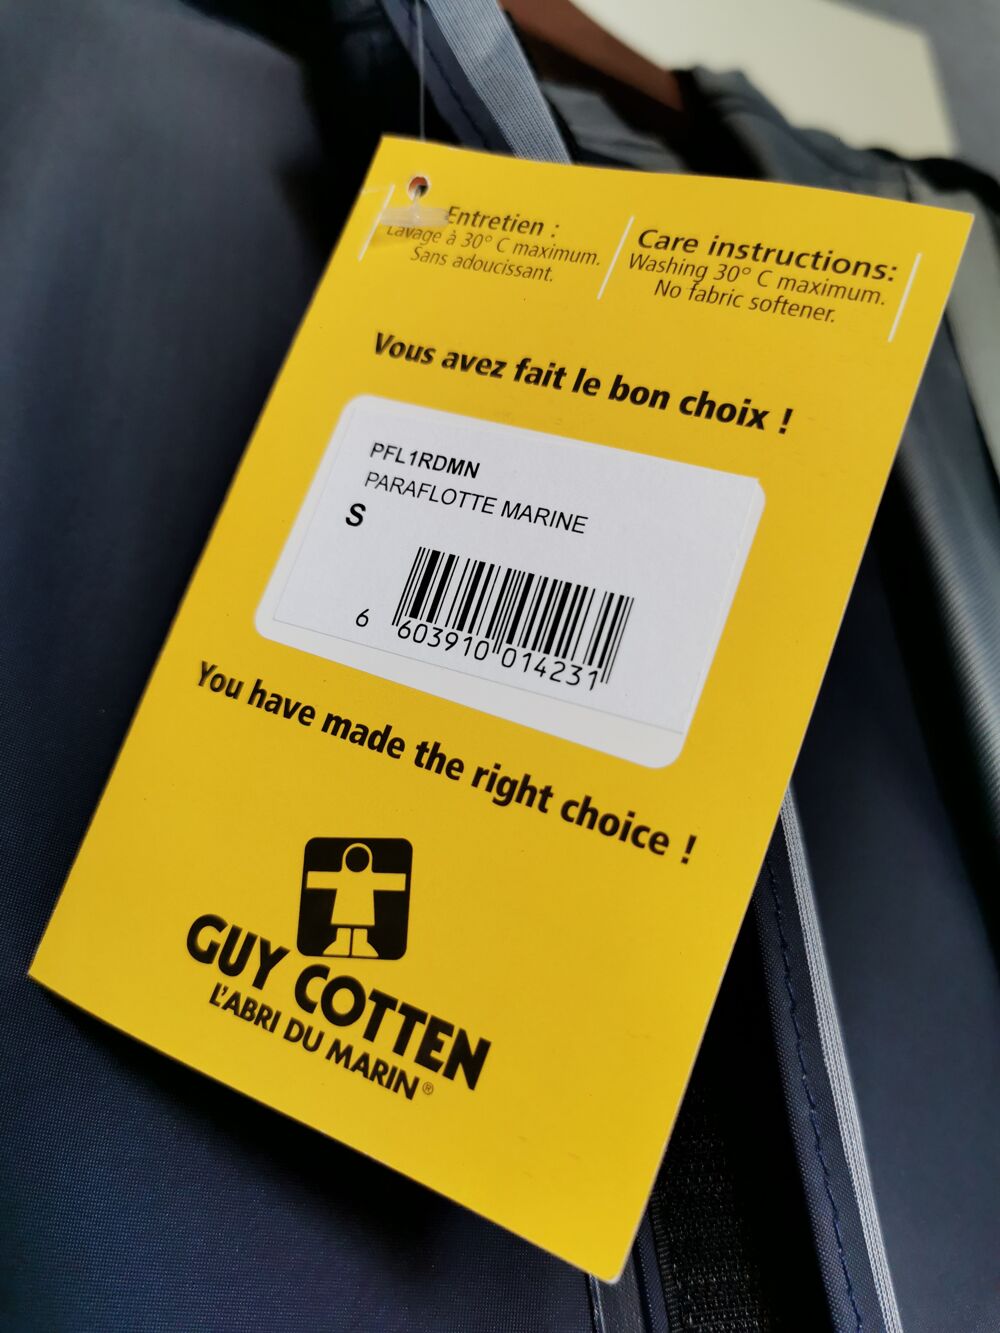 Entretien :
Lavage à 30° C maximum.
Sans adoucissant.
Care instructions:
Washing 30° C maximum.
No fabric softener.
Vous avez fait le bon choix !
PFL1RDMN
PARAFLOTTE MARINE
S
6 603910 014231
You have made the right choice !
GUY COTTEN
L'ABRI DU MARIN®